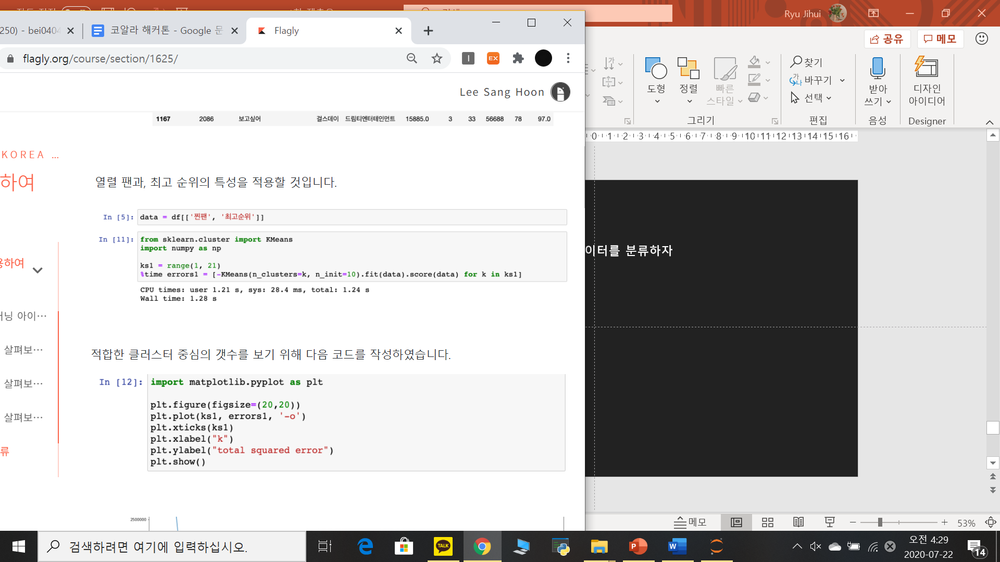 250) - bei0404
코알라 해커톤 - Google 문
Flagly
flagly.org/course/section/1625/
EX
Lee Sang Hoon
1167 2086 보고싶어 걸스데이 드림티엔터테인먼트 15885.0 3 33 56688 78 97.0
KOREA ...
하여
열렬 팬과, 최고 순위의 특성을 적용할 것입니다.
In [5]: data = df[['찐팬', '최고순위']]
In [11]: from sklearn.cluster import KMeans
import numpy as np
ks1 = range(1, 21)
%time errors1 = [-KMeans(n_clusters=k, n_init=10).fit(data).score(data) for k in ks1]
CPU times: user 1.21 s, sys: 28.4 ms, total: 1.24 s
Wall time: 1.28 s
용하여
러닝 아이…
살펴보…
살펴보…
살펴보…
류
적합한 클러스터 중심의 갯수를 보기 위해 다음 코드를 작성하였습니다.
In [12]: import matplotlib.pyplot as plt
plt.figure(figsize=(20,20))
plt.plot(ks1, errors1, '-o')
plt.xticks(ks1)
plt.xlabel("k")
plt.ylabel("total squared error")
plt.show()
2500000
Ryu Jihui
공유
메모
도형
정렬
빠른
스타일
찾기
바꾸기
선택
받아
쓰기
디자인
아이디어
그리기
편집
음성
Designer
0 1 2 3 4 5 6 7 8 9 10 11 12 13 14 15 16
이터를 분류하자
메모
53%
검색하려면 여기에 입력하십시오.
TALK
오전 4:29
2020-07-22
14